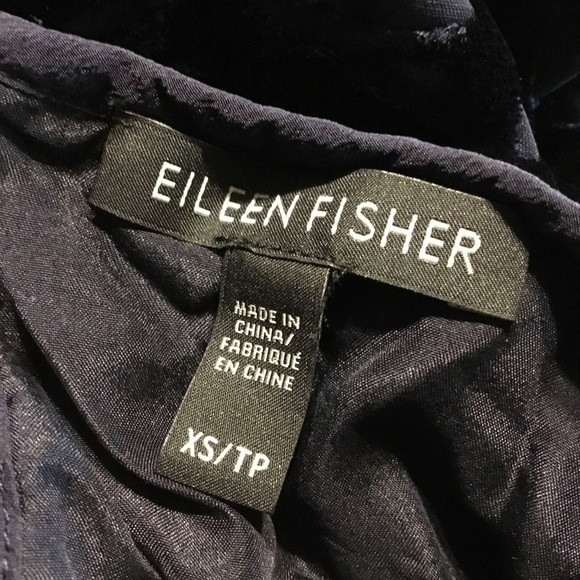 EILEEN FISHER
MADE IN
CHINA/
FABRIQUÉ
EN CHINE
XS/TP